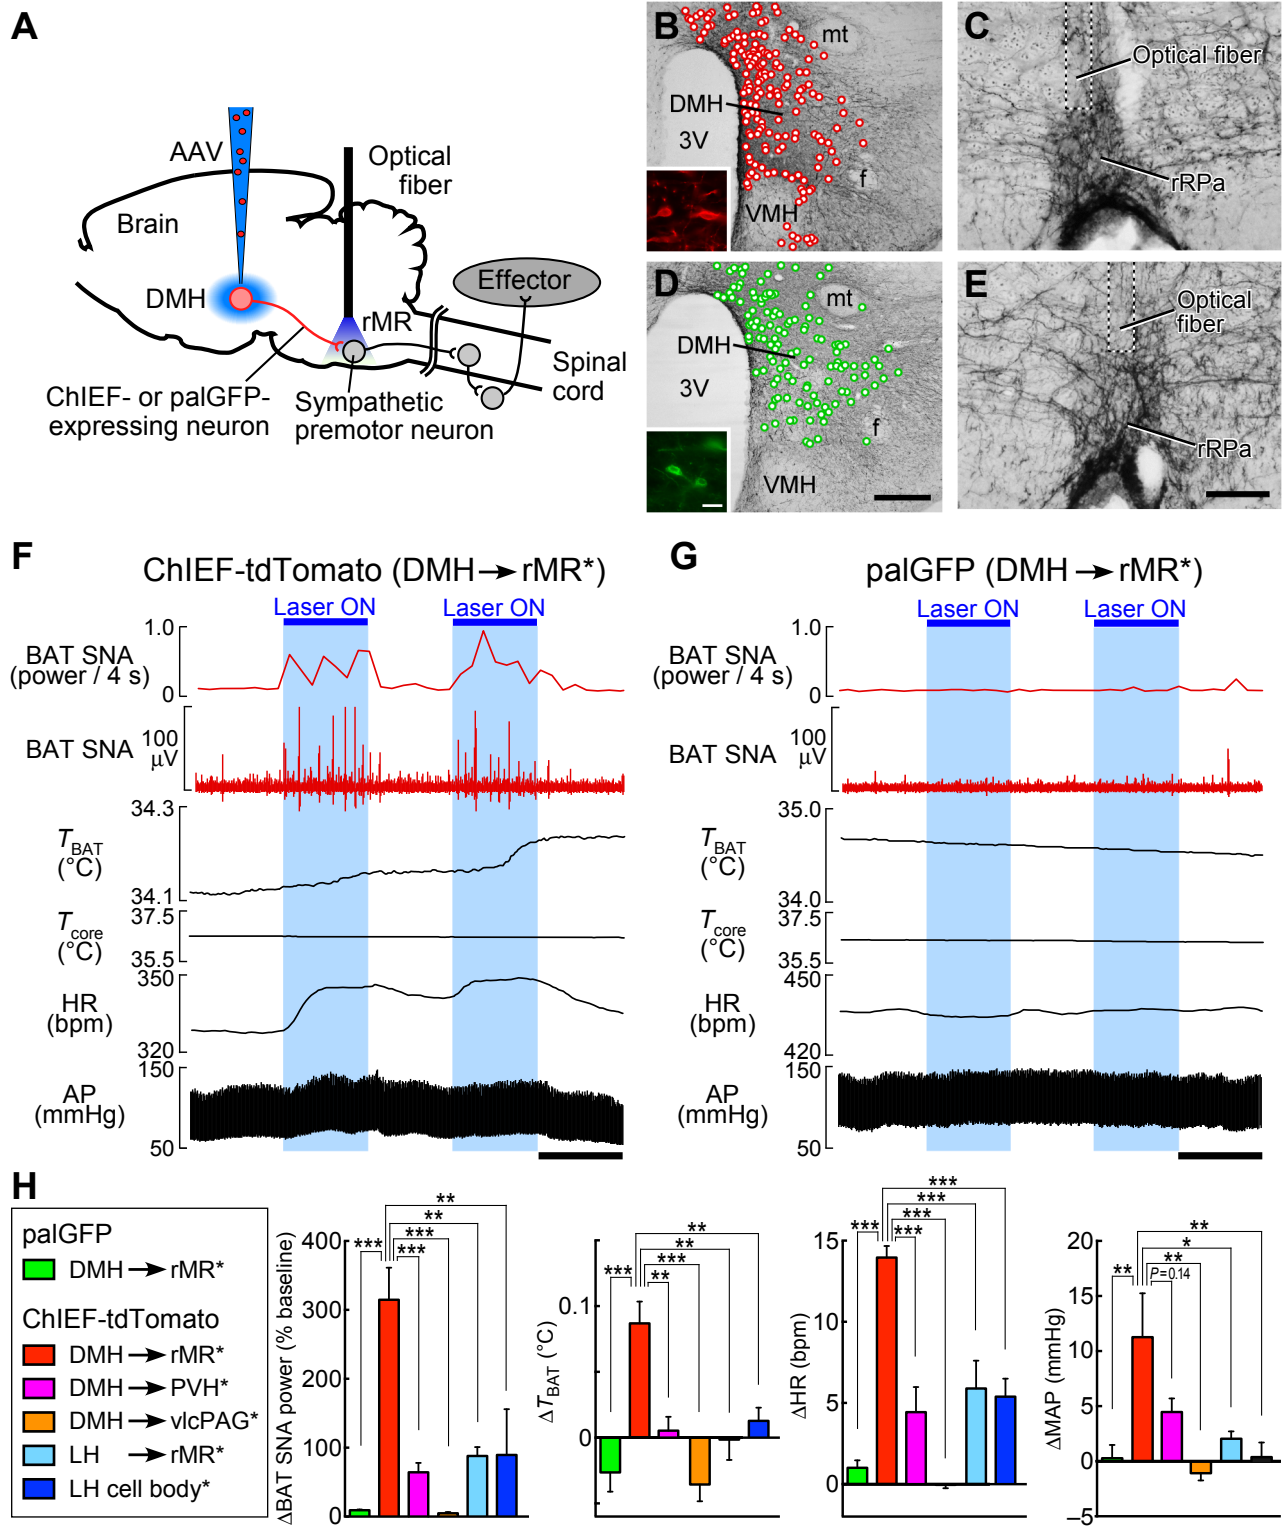 A
AAV
Optical
fiber
Brain
DMH
rMR
Effector
Spinal
cord
ChIEF- or palGFP-
expressing neuron
Sympathetic
premotor neuron
B
mt
DMH
3V
f
VMH
C
Optical fiber
rRPa
D
mt
DMH
3V
f
VMH
E
Optical
fiber
rRPa
F
ChIEF-tdTomato (DMH → rMR*)
Laser ON
Laser ON
BAT SNA
(power / 4 s)
1.0
0
BAT SNA
100
μV
TBAT
(°C)
34.3
34.1
Tcore
(°C)
37.5
35.5
HR
(bpm)
350
320
AP
(mmHg)
150
50
G
palGFP (DMH → rMR*)
Laser ON
Laser ON
BAT SNA
(power / 4 s)
1.0
0
BAT SNA
100
μV
TBAT
(°C)
35.0
34.0
Tcore
(°C)
37.5
35.5
HR
(bpm)
450
420
AP
(mmHg)
150
50
H
palGFP
DMH → rMR*
ChIEF-tdTomato
DMH → rMR*
DMH → PVH*
DMH → vlcPAG*
LH → rMR*
LH cell body*
ΔBAT SNA power (% baseline)
400
300
200
100
0
**
**
***
*** ***
ΔTBAT (°C)
0.1
0
**
**
***
*** **
ΔHR (bpm)
15
10
5
0
***
***
***
*** ***
ΔMAP (mmHg)
20
15
10
5
0
–5
**
*
**
** P=0.14